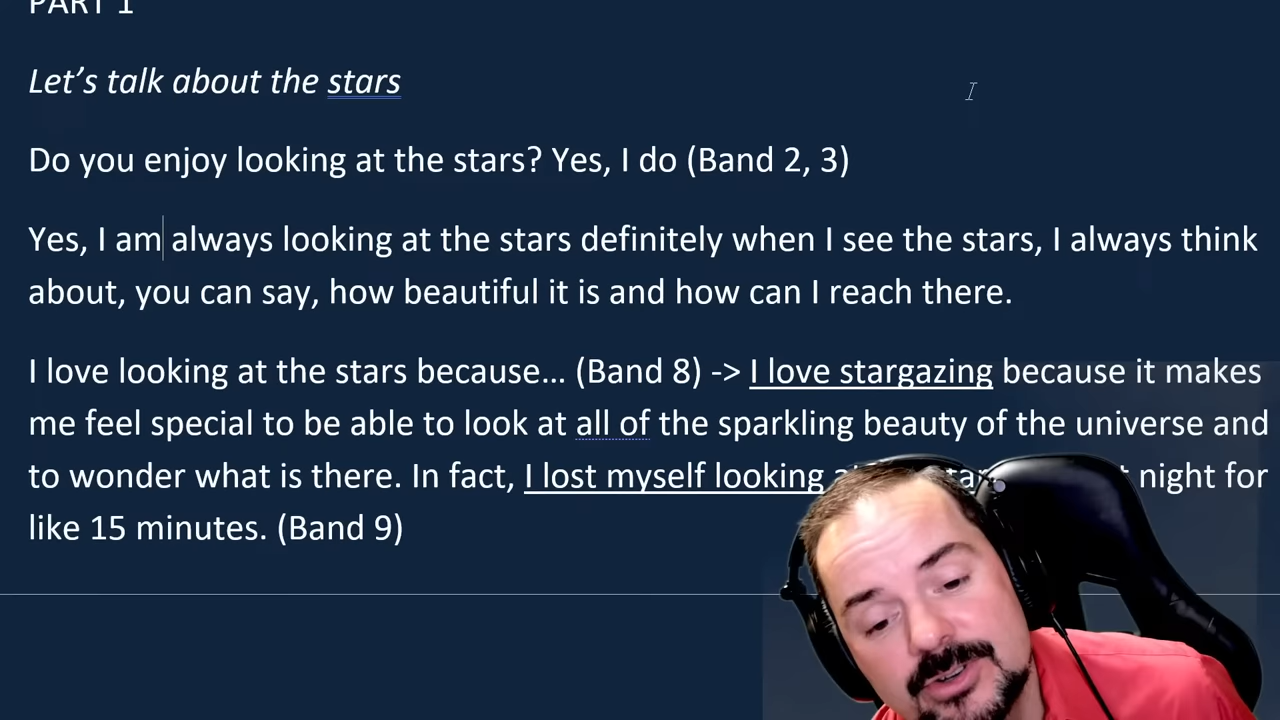 PART 1
Let's talk about the stars
Do you enjoy looking at the stars? Yes, I do (Band 2, 3)
Yes, I am always looking at the stars definitely when I see the stars, I always think
about, you can say, how beautiful it is and how can I reach there.
I love looking at the stars because... (Band 8) -> I love stargazing because it makes
me feel special to be able to look at all of the sparkling beauty of the universe and
to wonder what is there. In fact, I lost myself looking night for
like 15 minutes. (Band 9)